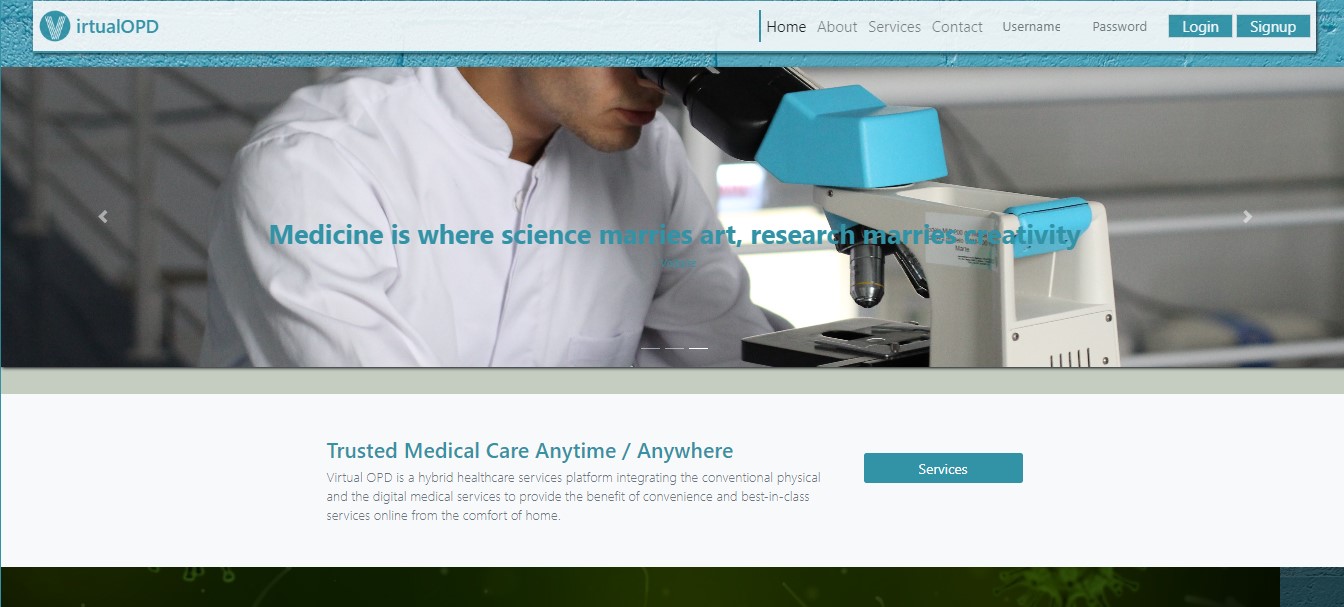 irtualOPD
Home About Services Contact Username Password Login Signup
Medicine is where science marries art, research marries creativity
Trusted Medical Care Anytime / Anywhere
Virtual OPD is a hybrid healthcare services platform integrating the conventional physical
and the digital medical services to provide the benefit of convenience and best-in-class
services online from the comfort of home.
Services